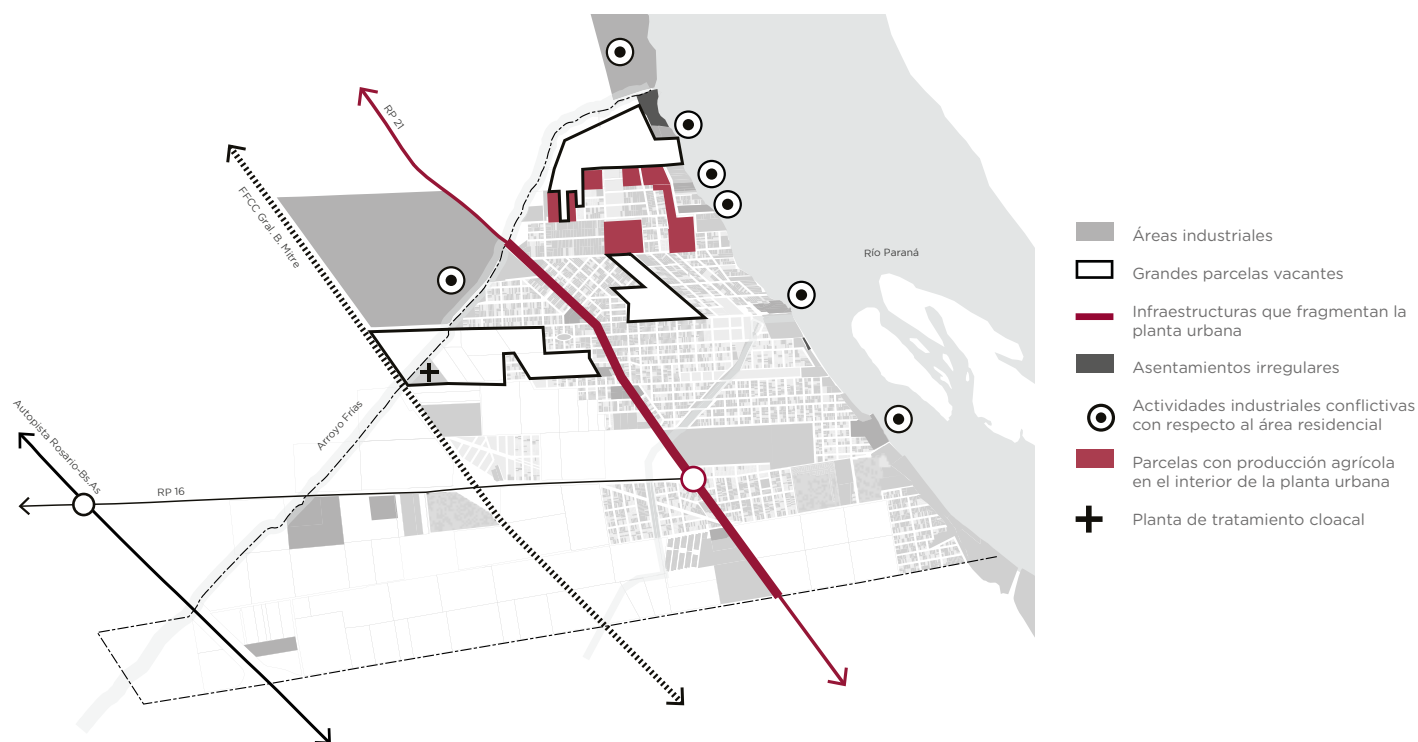 RP 21
FFCC Gral. B. Mitre
Río Paraná
Arroyo Frías
Autopista Rosario-Bs.As
RP 16
Áreas industriales
Grandes parcelas vacantes
Infraestructuras que fragmentan la
planta urbana
Asentamientos irregulares
Actividades industriales conflictivas
con respecto al área residencial
Parcelas con producción agrícola
en el interior de la planta urbana
Planta de tratamiento cloacal